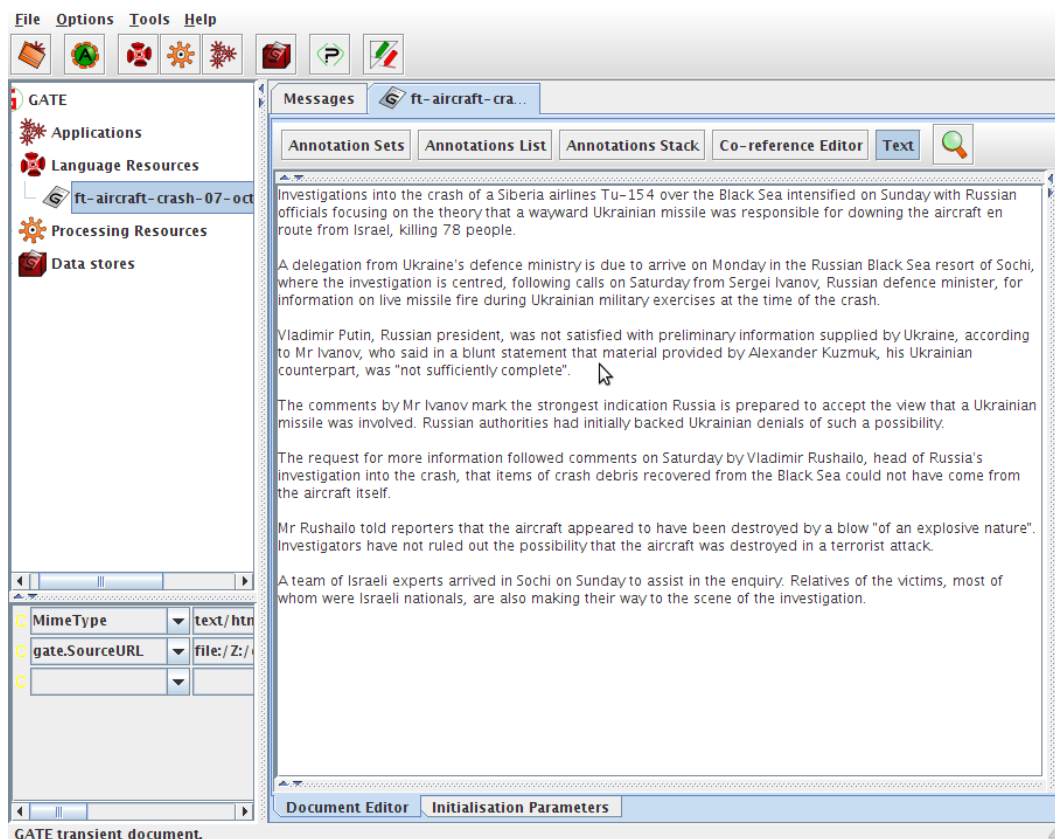 File Options Tools Help
GATE
Applications
Language Resources
ft-aircraft-crash-07-oct
Processing Resources
Data stores
MimeType text/htm
gate.SourceURL file:/Z:/
Messages ft-aircraft-cra...
Annotation Sets Annotations List Annotations Stack Co-reference Editor Text
Investigations into the crash of a Siberia airlines Tu-154 over the Black Sea intensified on Sunday with Russian
officials focusing on the theory that a wayward Ukrainian missile was responsible for downing the aircraft en
route from Israel, killing 78 people.
A delegation from Ukraine's defence ministry is due to arrive on Monday in the Russian Black Sea resort of Sochi,
where the investigation is centred, following calls on Saturday from Sergei Ivanov, Russian defence minister, for
information on live missile fire during Ukrainian military exercises at the time of the crash.
Vladimir Putin, Russian president, was not satisfied with preliminary information supplied by Ukraine, according
to Mr Ivanov, who said in a blunt statement that material provided by Alexander Kuzmuk, his Ukrainian
counterpart, was "not sufficiently complete".
The comments by Mr Ivanov mark the strongest indication Russia is prepared to accept the view that a Ukrainian
missile was involved. Russian authorities had initially backed Ukrainian denials of such a possibility.
The request for more information followed comments on Saturday by Vladimir Rushailo, head of Russia's
investigation into the crash, that items of crash debris recovered from the Black Sea could not have come from
the aircraft itself.
Mr Rushailo told reporters that the aircraft appeared to have been destroyed by a blow "of an explosive nature".
Investigators have not ruled out the possibility that the aircraft was destroyed in a terrorist attack.
A team of Israeli experts arrived in Sochi on Sunday to assist in the enquiry. Relatives of the victims, most of
whom were Israeli nationals, are also making their way to the scene of the investigation.
Document Editor Initialisation Parameters
GATE transient document.